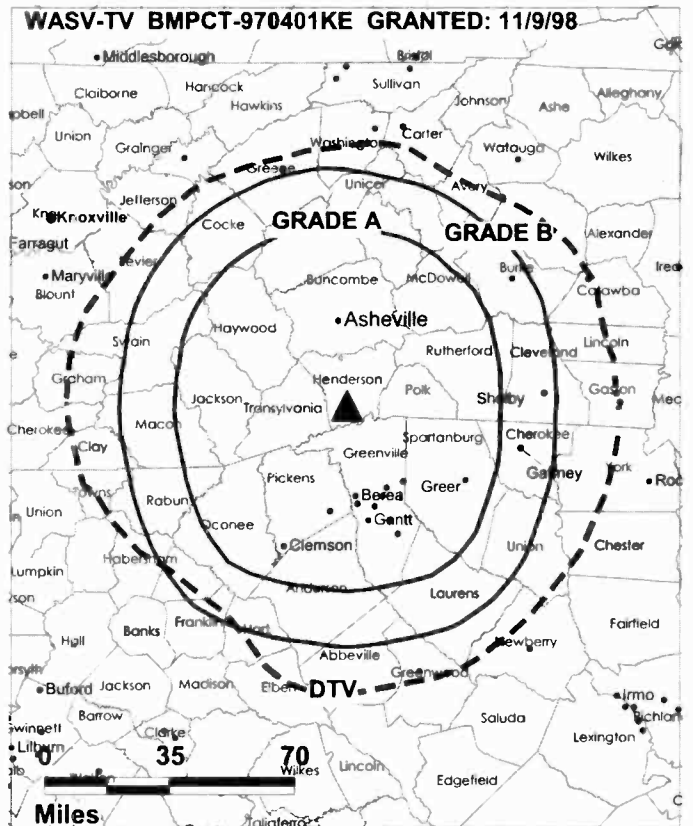 WASV-TV BMPCT-970401KE GRANTED: 11/9/98
Middlesborough
Bristol
Claiborne
Hancock
Sullivan
Hawkins
Johnson
Ashe
Alleghany
Union
Grainger
Washington
Carter
Watauga
Wilkes
Greene
Unicoi
Avery
Jefferson
Knoxville
Cocke
GRADE A
GRADE B
Alexander
Farragut
Maryville
Blount
Sevier
Buncombe
McDowell
Burke
Catawba
Asheville
Haywood
Swain
Rutherford
Cleveland
Lincoln
Graham
Henderson
Polk
Shelby
Gaston
Jackson
Transylvania
Macon
Cherokee
Clay
Spartanburg
Cherokee
Greenville
Pickens
Gaffney
York
Towns
Rabun
Berea
Greer
Union
Oconee
Gantt
Clemson
Union
Chester
Habersham
Lumpkin
Anderson
Laurens
Franklin
Hart
Fairfield
Hall
Banks
Newberry
Abbeville
Greenwood
Buford
Jackson
Madison
Elbert
DTV
Irmo
Barrow
Saluda
Clarke
Lexington
Lilburn
0 35 70
Wilkes
Lincoln
Edgefield
Miles
Taliaferro